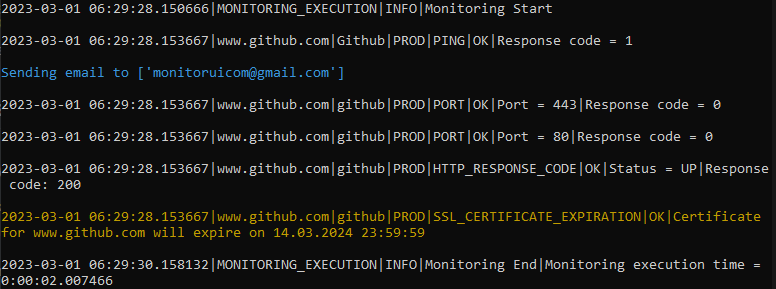 2023-03-01 06:29:28.150666|MONITORING_EXECUTION|INFO|Monitoring Start
2023-03-01 06:29:28.153667|www.github.com|Github|PROD|PING|OK|Response code = 1
Sending email to ['monitoruicom@gmail.com']
2023-03-01 06:29:28.153667|www.github.com|github|PROD|PORT|OK|Port = 443|Response code = 0
2023-03-01 06:29:28.153667|www.github.com|github|PROD|PORT|OK|Port = 80|Response code = 0
2023-03-01 06:29:28.153667|www.github.com|github|PROD|HTTP_RESPONSE_CODE|OK|Status = UP|Response
code: 200
2023-03-01 06:29:28.153667|www.github.com|github|PROD|SSL_CERTIFICATE_EXPIRATION|OK|Certificate
for www.github.com will expire on 14.03.2024 23:59:59
2023-03-01 06:29:30.158132|MONITORING_EXECUTION|INFO|Monitoring End|Monitoring execution time =
0:00:02.007466